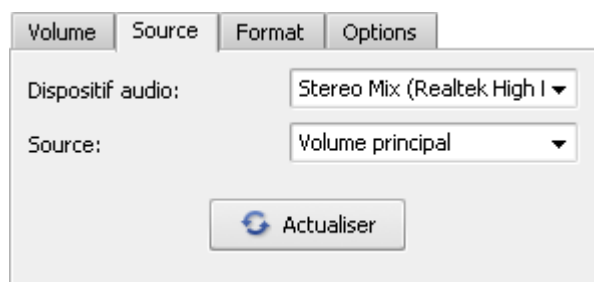 Volume Source Format Options
Dispositif audio: Stereo Mix (Realtek High
Source: Volume principal
Actualiser